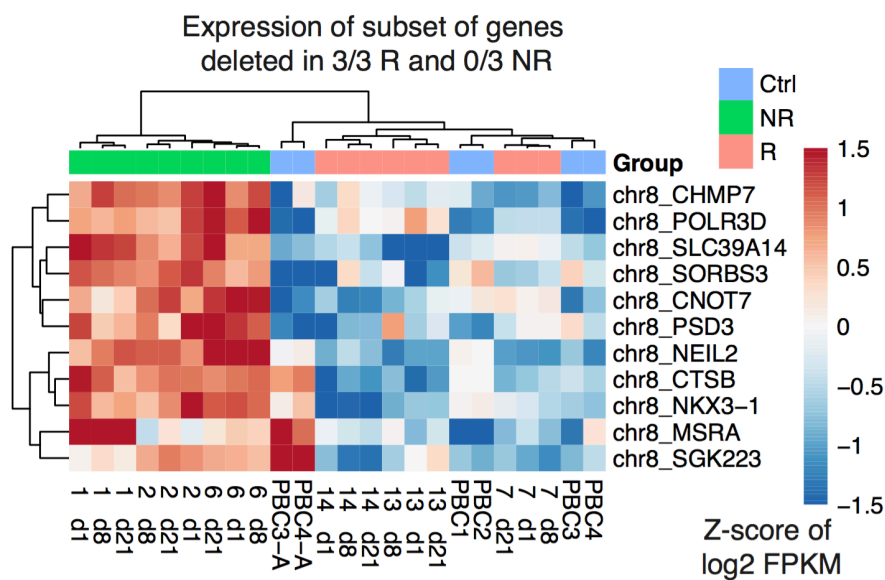 Expression of subset of genes
deleted in 3/3 R and 0/3 NR
Ctrl
NR
R
Group
1.5
1
0.5
0
−0.5
−1
−1.5
chr8_CHMP7
chr8_POLR3D
chr8_SLC39A14
chr8_SORBS3
chr8_CNOT7
chr8_PSD3
chr8_NEIL2
chr8_CTSB
chr8_NKX3−1
chr8_MSRA
chr8_SGK223
1 d1
1 d8
1 d21
2 d8
2 d21
2 d1
6 d21
6 d1
6 d8
PBC3−A
PBC4−A
14 d1
14 d8
14 d21
13 d8
13 d1
13 d21
PBC1
PBC2
7 d21
7 d1
7 d8
PBC3
PBC4
Z-score of
log2 FPKM